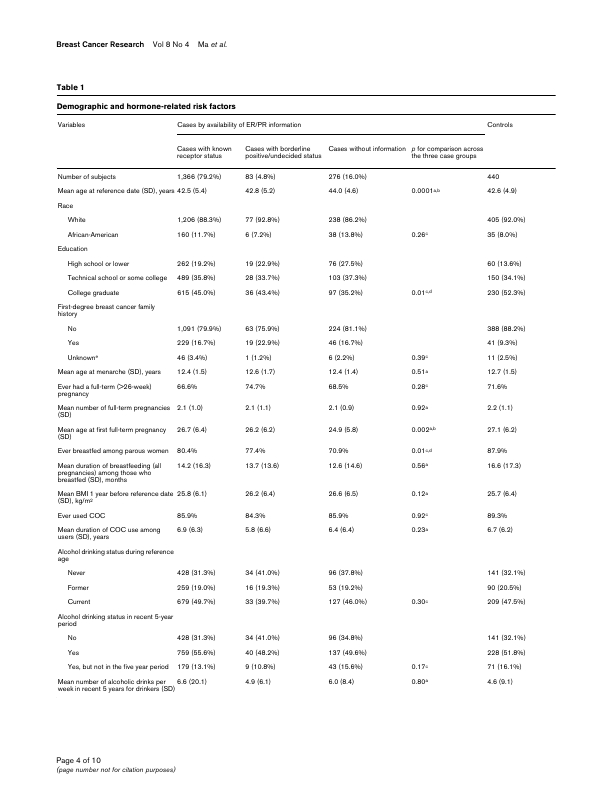 Breast Cancer Research Vol 8 No 4 Ma et al.
Table 1
Demographic and hormone-related risk factors
Variables Cases by availability of ER/PR information Controls
Cases with known receptor status Cases with borderline positive/undecided status Cases without information p for comparison across the three case groups
Number of subjects 1,366 (79.2%) 83 (4.8%) 276 (16.0%) 440
Mean age at reference date (SD), years 42.5 (5.4) 42.8 (5.2) 44.0 (4.6) 0.0001a,b 42.6 (4.9)
Race
White 1,206 (88.3%) 77 (92.8%) 238 (86.2%) 405 (92.0%)
African-American 160 (11.7%) 6 (7.2%) 38 (13.8%) 0.26c 35 (8.0%)
Education
High school or lower 262 (19.2%) 19 (22.9%) 76 (27.5%) 60 (13.6%)
Technical school or some college 489 (35.8%) 28 (33.7%) 103 (37.3%) 150 (34.1%)
College graduate 615 (45.0%) 36 (43.4%) 97 (35.2%) 0.01c,d 230 (52.3%)
First-degree breast cancer family history
No 1,091 (79.9%) 63 (75.9%) 224 (81.1%) 388 (88.2%)
Yes 229 (16.7%) 19 (22.9%) 46 (16.7%) 41 (9.3%)
Unknowne 46 (3.4%) 1 (1.2%) 6 (2.2%) 0.39c 11 (2.5%)
Mean age at menarche (SD), years 12.4 (1.5) 12.6 (1.7) 12.4 (1.4) 0.51a 12.7 (1.5)
Ever had a full-term (>26-week) pregnancy 66.6% 74.7% 68.5% 0.28c 71.6%
Mean number of full-term pregnancies (SD) 2.1 (1.0) 2.1 (1.1) 2.1 (0.9) 0.92a 2.2 (1.1)
Mean age at first full-term pregnancy (SD) 26.7 (6.4) 26.2 (6.2) 24.9 (5.8) 0.002a,b 27.1 (6.2)
Ever breastfed among parous women 80.4% 77.4% 70.9% 0.01c,d 87.9%
Mean duration of breastfeeding (all pregnancies) among those who breastfed (SD), months 14.2 (16.3) 13.7 (13.6) 12.6 (14.6) 0.56a 16.6 (17.3)
Mean BMI 1 year before reference date (SD), kg/m2 25.8 (6.1) 26.2 (6.4) 26.6 (6.5) 0.12a 25.7 (6.4)
Ever used COC 85.9% 84.3% 85.9% 0.92c 89.3%
Mean duration of COC use among users (SD), years 6.9 (6.3) 5.8 (6.6) 6.4 (6.4) 0.23a 6.7 (6.2)
Alcohol drinking status during reference age
Never 428 (31.3%) 34 (41.0%) 96 (37.8%) 141 (32.1%)
Former 259 (19.0%) 16 (19.3%) 53 (19.2%) 90 (20.5%)
Current 679 (49.7%) 33 (39.7%) 127 (46.0%) 0.30c 209 (47.5%)
Alcohol drinking status in recent 5-year period
No 428 (31.3%) 34 (41.0%) 96 (34.8%) 141 (32.1%)
Yes 759 (55.6%) 40 (48.2%) 137 (49.6%) 228 (51.8%)
Yes, but not in the five year period 179 (13.1%) 9 (10.8%) 43 (15.6%) 0.17c 71 (16.1%)
Mean number of alcoholic drinks per week in recent 5 years for drinkers (SD) 6.6 (20.1) 4.9 (6.1) 6.0 (8.4) 0.80a 4.6 (9.1)
Page 4 of 10
(page number not for citation purposes)